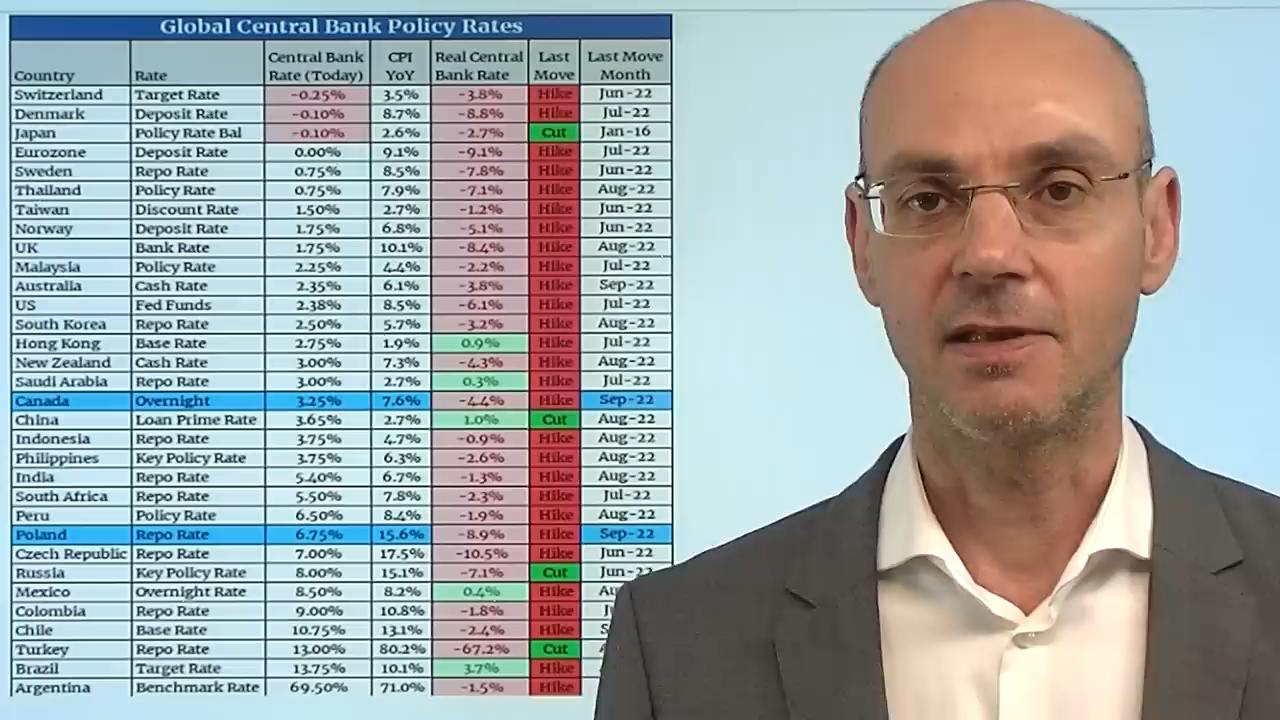 Global Central Bank Policy Rates
Country Rate Central Bank Rate (Today) CPI YoY Real Central Bank Rate Last Move Last Move Month
Switzerland Target Rate -0.25% 3.5% -3.8% Hike Jun-22
Denmark Deposit Rate -0.10% 8.7% -8.8% Hike Jul-22
Japan Policy Rate Bal -0.10% 2.6% -2.7% Cut Jan-16
Eurozone Deposit Rate 0.00% 9.1% -9.1% Hike Jul-22
Sweden Repo Rate 0.75% 8.5% -7.8% Hike Jun-22
Thailand Policy Rate 0.75% 7.9% -7.1% Hike Aug-22
Taiwan Discount Rate 1.50% 2.7% -1.2% Hike Jun-22
Norway Deposit Rate 1.75% 6.8% -5.1% Hike Jun-22
UK Bank Rate 1.75% 10.1% -8.4% Hike Aug-22
Malaysia Policy Rate 2.25% 4.4% -2.2% Hike Jul-22
Australia Cash Rate 2.35% 6.1% -3.8% Hike Sep-22
US Fed Funds 2.38% 8.5% -6.1% Hike Jul-22
South Korea Repo Rate 2.50% 5.7% -3.2% Hike Aug-22
Hong Kong Base Rate 2.75% 1.9% 0.9% Hike Jul-22
New Zealand Cash Rate 3.00% 7.3% -4.3% Hike Aug-22
Saudi Arabia Repo Rate 3.00% 2.7% 0.3% Hike Jul-22
Canada Overnight 3.25% 7.6% -4.4% Hike Sep-22
China Loan Prime Rate 3.65% 2.7% 1.0% Cut Aug-22
Indonesia Repo Rate 3.75% 4.7% -0.9% Hike Aug-22
Philippines Key Policy Rate 3.75% 6.3% -2.6% Hike Aug-22
India Repo Rate 5.40% 6.7% -1.3% Hike Aug-22
South Africa Repo Rate 5.50% 7.8% -2.3% Hike Jul-22
Peru Policy Rate 6.50% 8.4% -1.9% Hike Aug-22
Poland Repo Rate 6.75% 15.6% -8.9% Hike Sep-22
Czech Republic Repo Rate 7.00% 17.5% -10.5% Hike Jun-22
Russia Key Policy Rate 8.00% 15.1% -7.1% Cut Jun-22
Mexico Overnight Rate 8.50% 8.2% 0.4% Hike
Colombia Repo Rate 9.00% 10.8% -1.8% Hike
Chile Base Rate 10.75% 13.1% -2.4% Hike
Turkey Repo Rate 13.00% 80.2% -67.2% Cut
Brazil Target Rate 13.75% 10.1% 3.7% Hike
Argentina Benchmark Rate 69.50% 71.0% -1.5% Hike